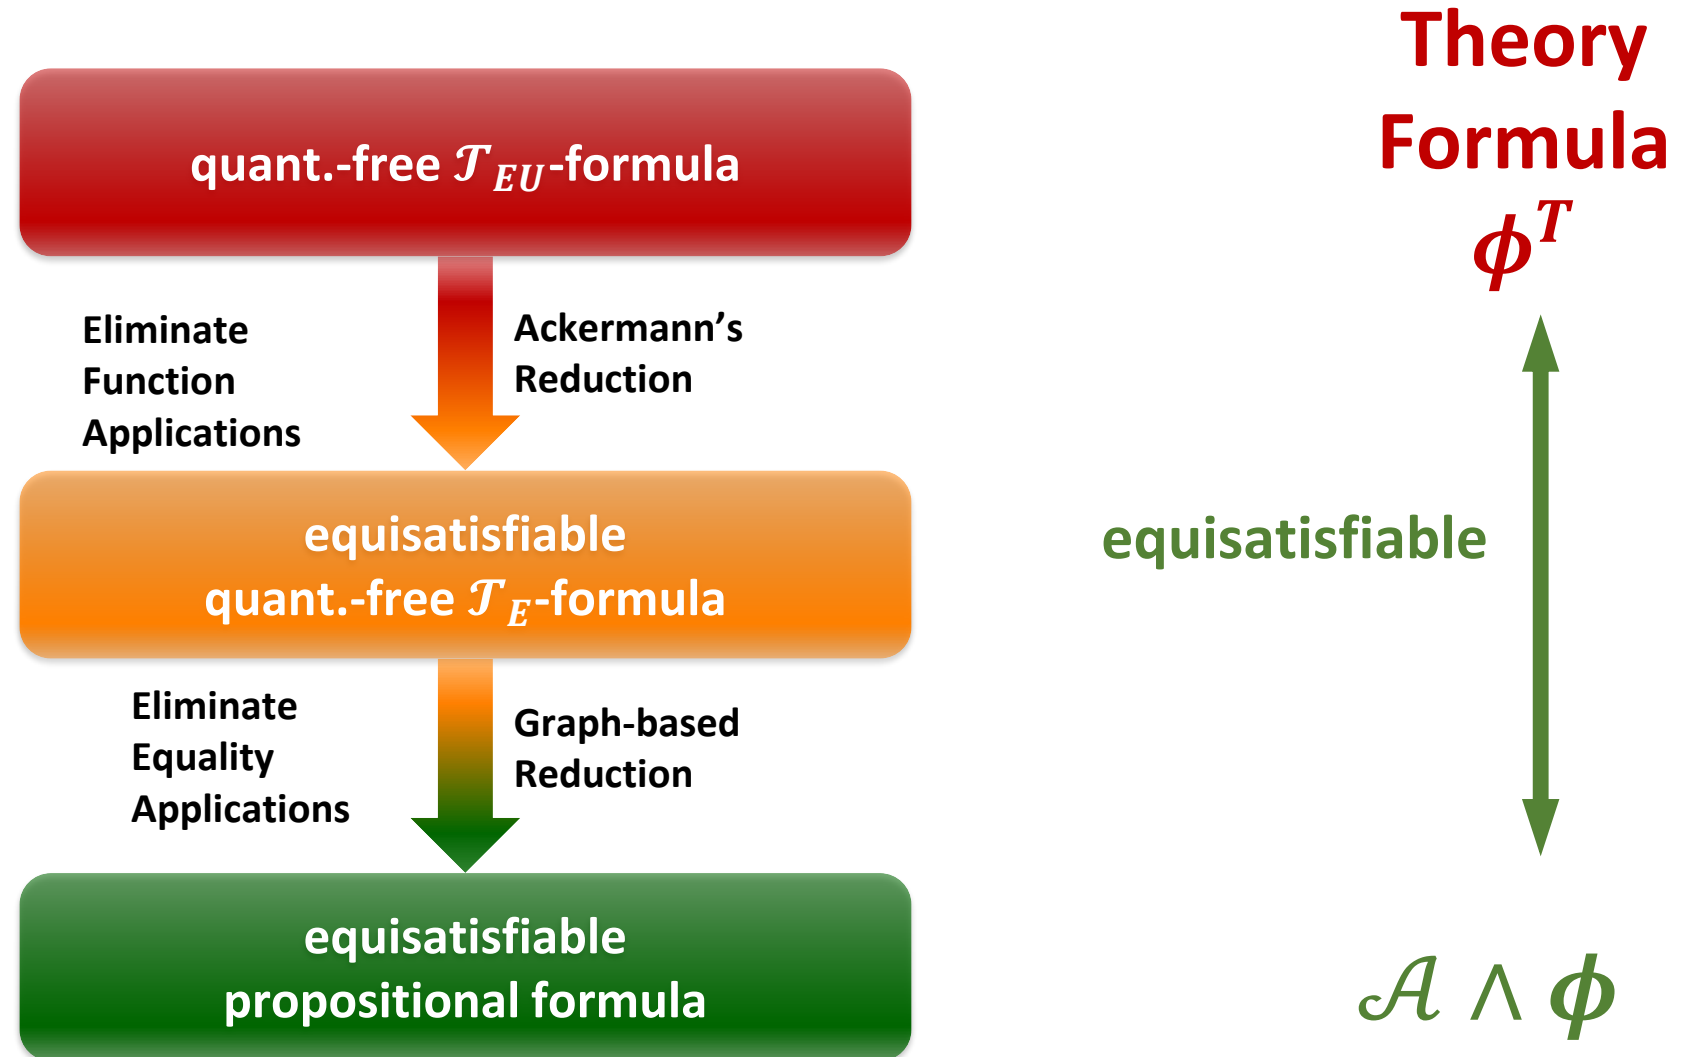 quant.-free 𝒯_EU-formula
Eliminate
Function
Applications
Ackermann’s
Reduction
equisatisfiable
quant.-free 𝒯_E-formula
Eliminate
Equality
Applications
Graph-based
Reduction
equisatisfiable
propositional formula
Theory
Formula
ϕ^T
equisatisfiable
𝒜 ∧ ϕ